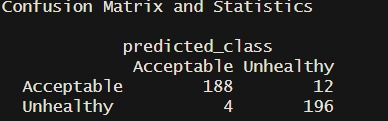 Confusion Matrix and Statistics
predicted_class
Acceptable Unhealthy
Acceptable 188 12
Unhealthy 4 196